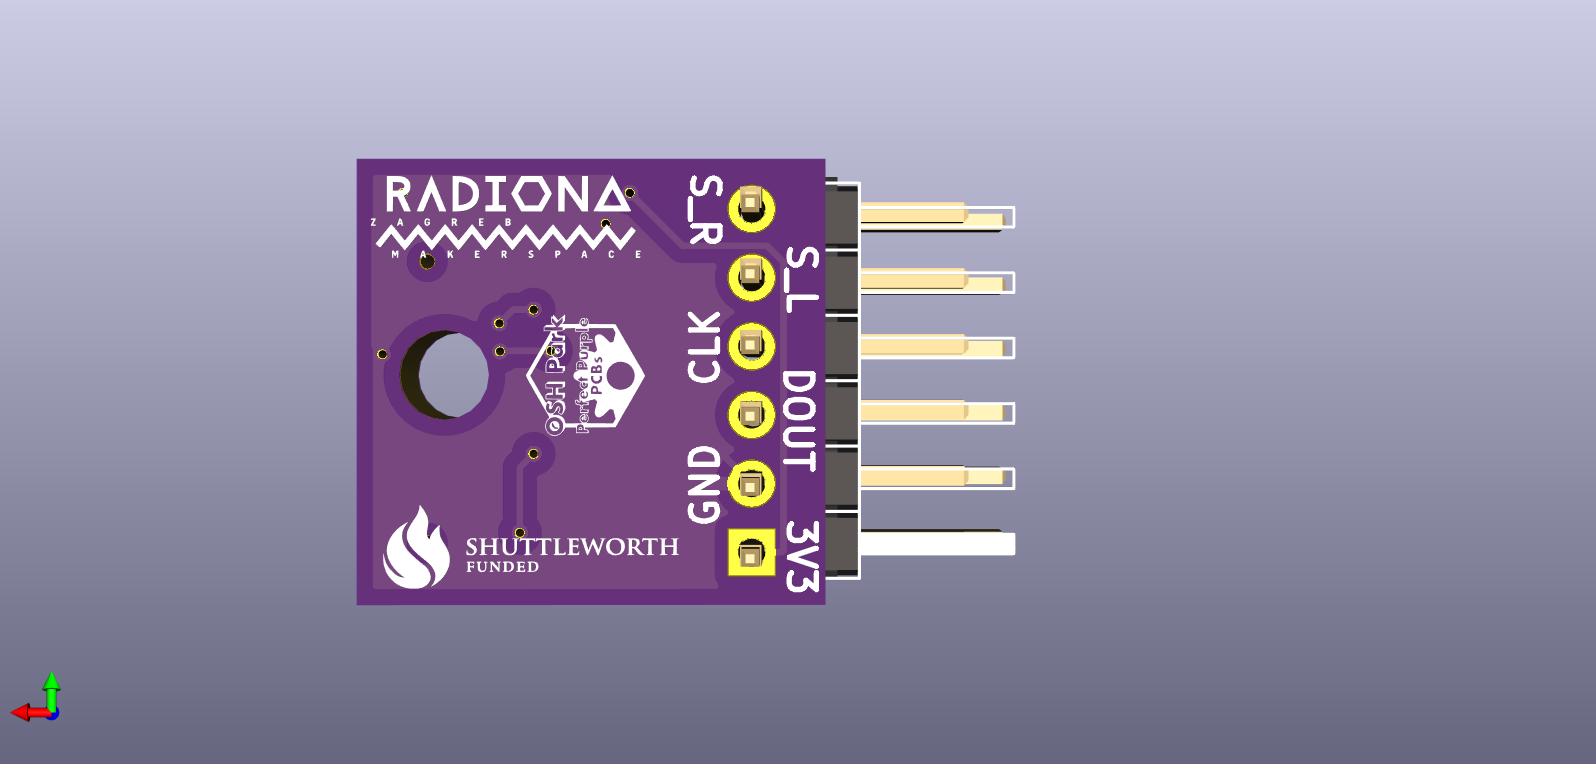 RADIONA
ZAGREB
MAKERSPACE
S_R
S_L
CLK
DOUT
GND
3V3
OSH Park
Perfect Purple
PCBs
SHUTTLEWORTH
FUNDED